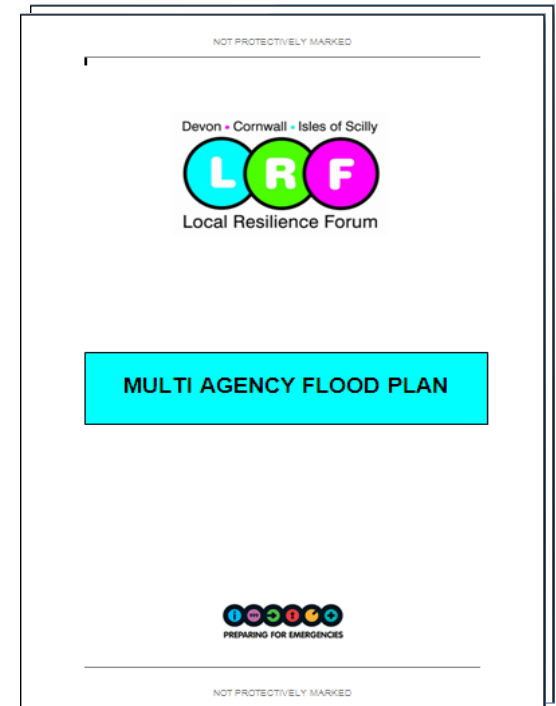 NOT PROTECTIVELY MARKED
Devon • Cornwall • Isles of Scilly
LRF
Local Resilience Forum
MULTI AGENCY FLOOD PLAN
PREPARING FOR EMERGENCIES
NOT PROTECTIVELY MARKED